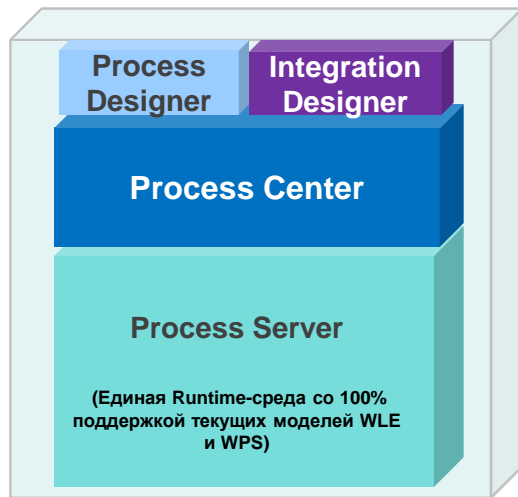 Process
Designer
Integration
Designer
Process Center
Process Server
(Единая Runtime-среда со 100%
поддержкой текущих моделей WLE
и WPS)